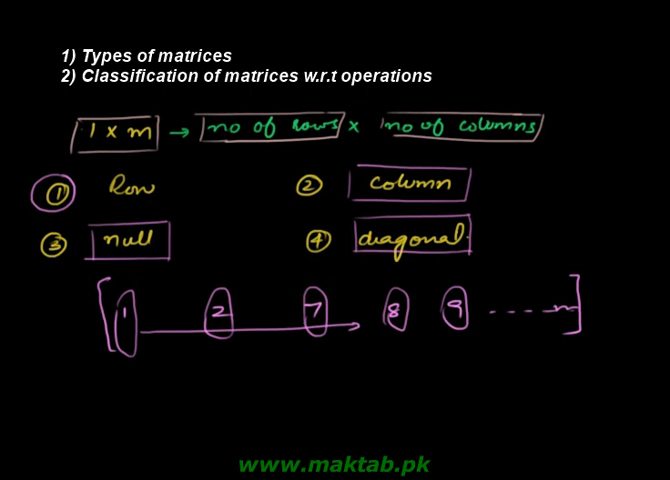 1) Types of matrices
2) Classification of matrices w.r.t operations
1 x m → no of rows x no of columns
① Row ② column
③ null ④ diagonal
[ 1 2 7 8 9 ---- m ]
www.maktab.pk